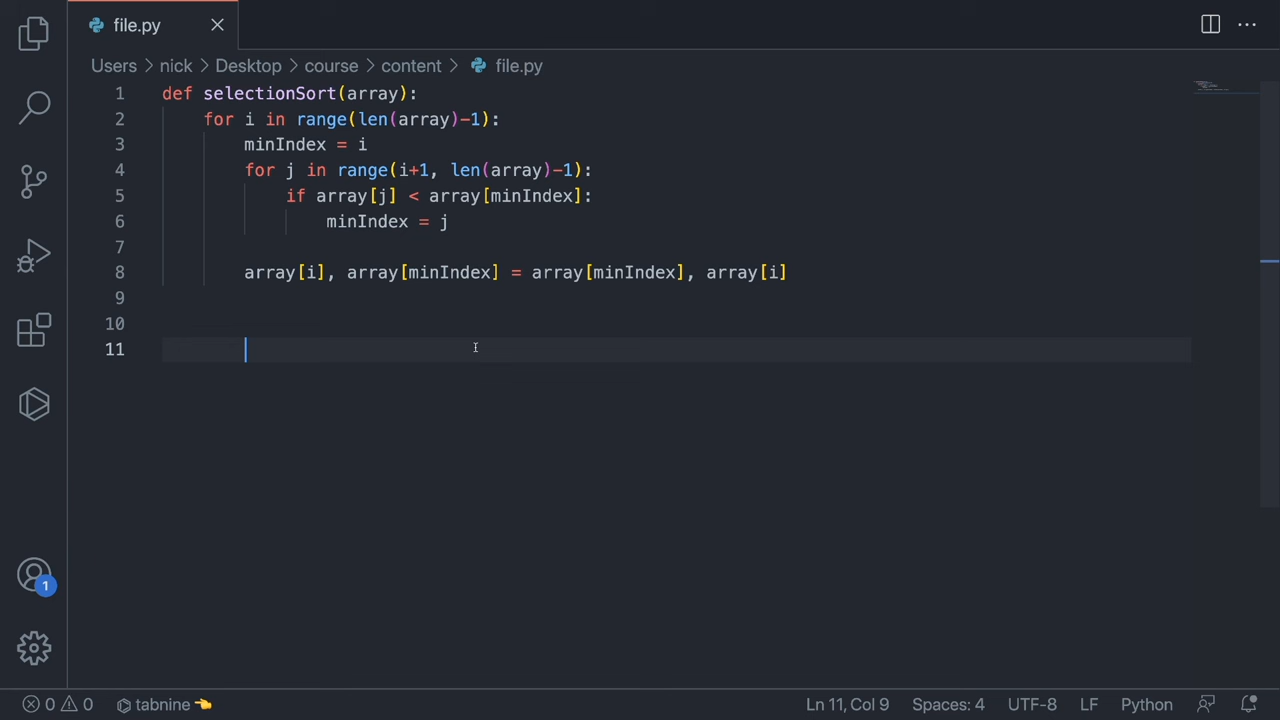 file.py
Users > nick > Desktop > course > content > file.py
1 def selectionSort(array):
2     for i in range(len(array)-1):
3         minIndex = i
4         for j in range(i+1, len(array)-1):
5             if array[j] < array[minIndex]:
6                 minIndex = j
7
8         array[i], array[minIndex] = array[minIndex], array[i]
9
10
11
1
0 0 tabnine 👈 Ln 11, Col 9 Spaces: 4 UTF-8 LF Python